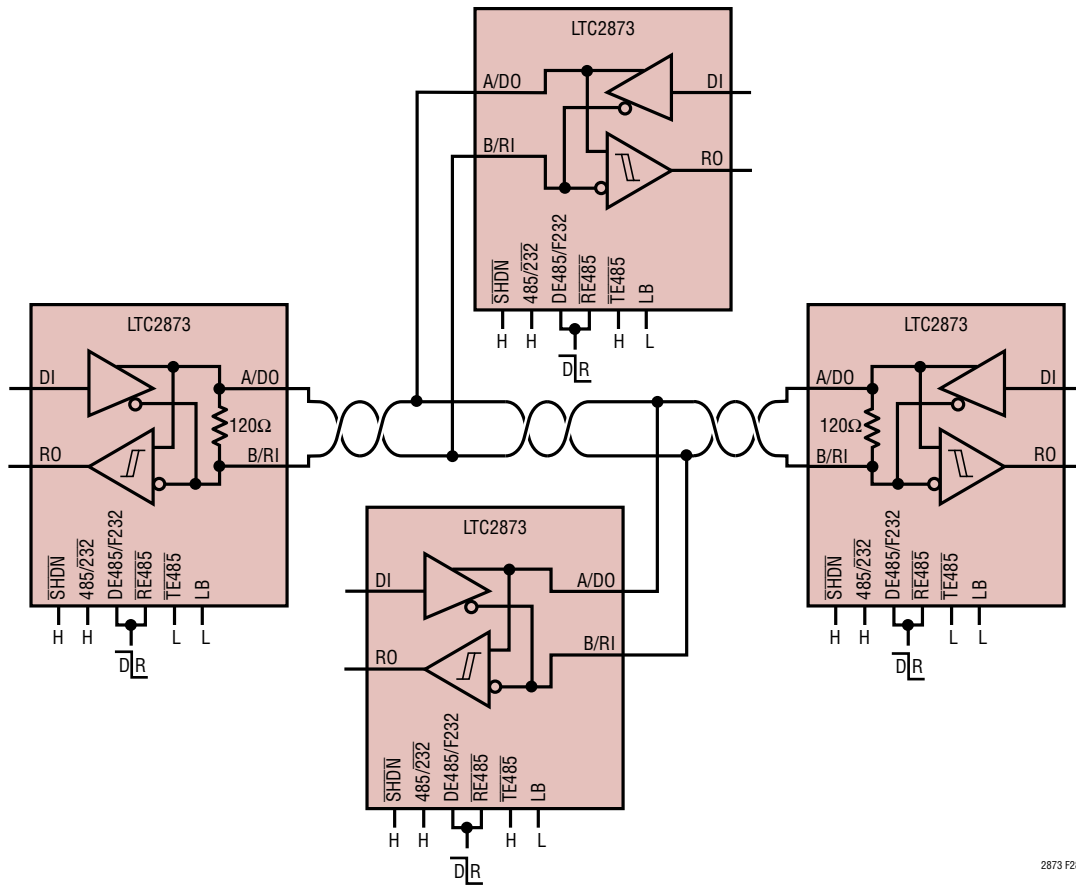 LTC2873
A/DO
DI
B/RI
RO
SHDN
485/232
DE485/F232
RE485
TE485
LB
H
H
H
L
D R
LTC2873
DI
A/DO
120Ω
RO
B/RI
SHDN
485/232
DE485/F232
RE485
TE485
LB
H
H
L
L
D R
LTC2873
A/DO
DI
120Ω
B/RI
RO
SHDN
485/232
DE485/F232
RE485
TE485
LB
H
H
L
L
D R
LTC2873
DI
A/DO
B/RI
RO
SHDN
485/232
DE485/F232
RE485
TE485
LB
H
H
H
L
D R
2873 F28